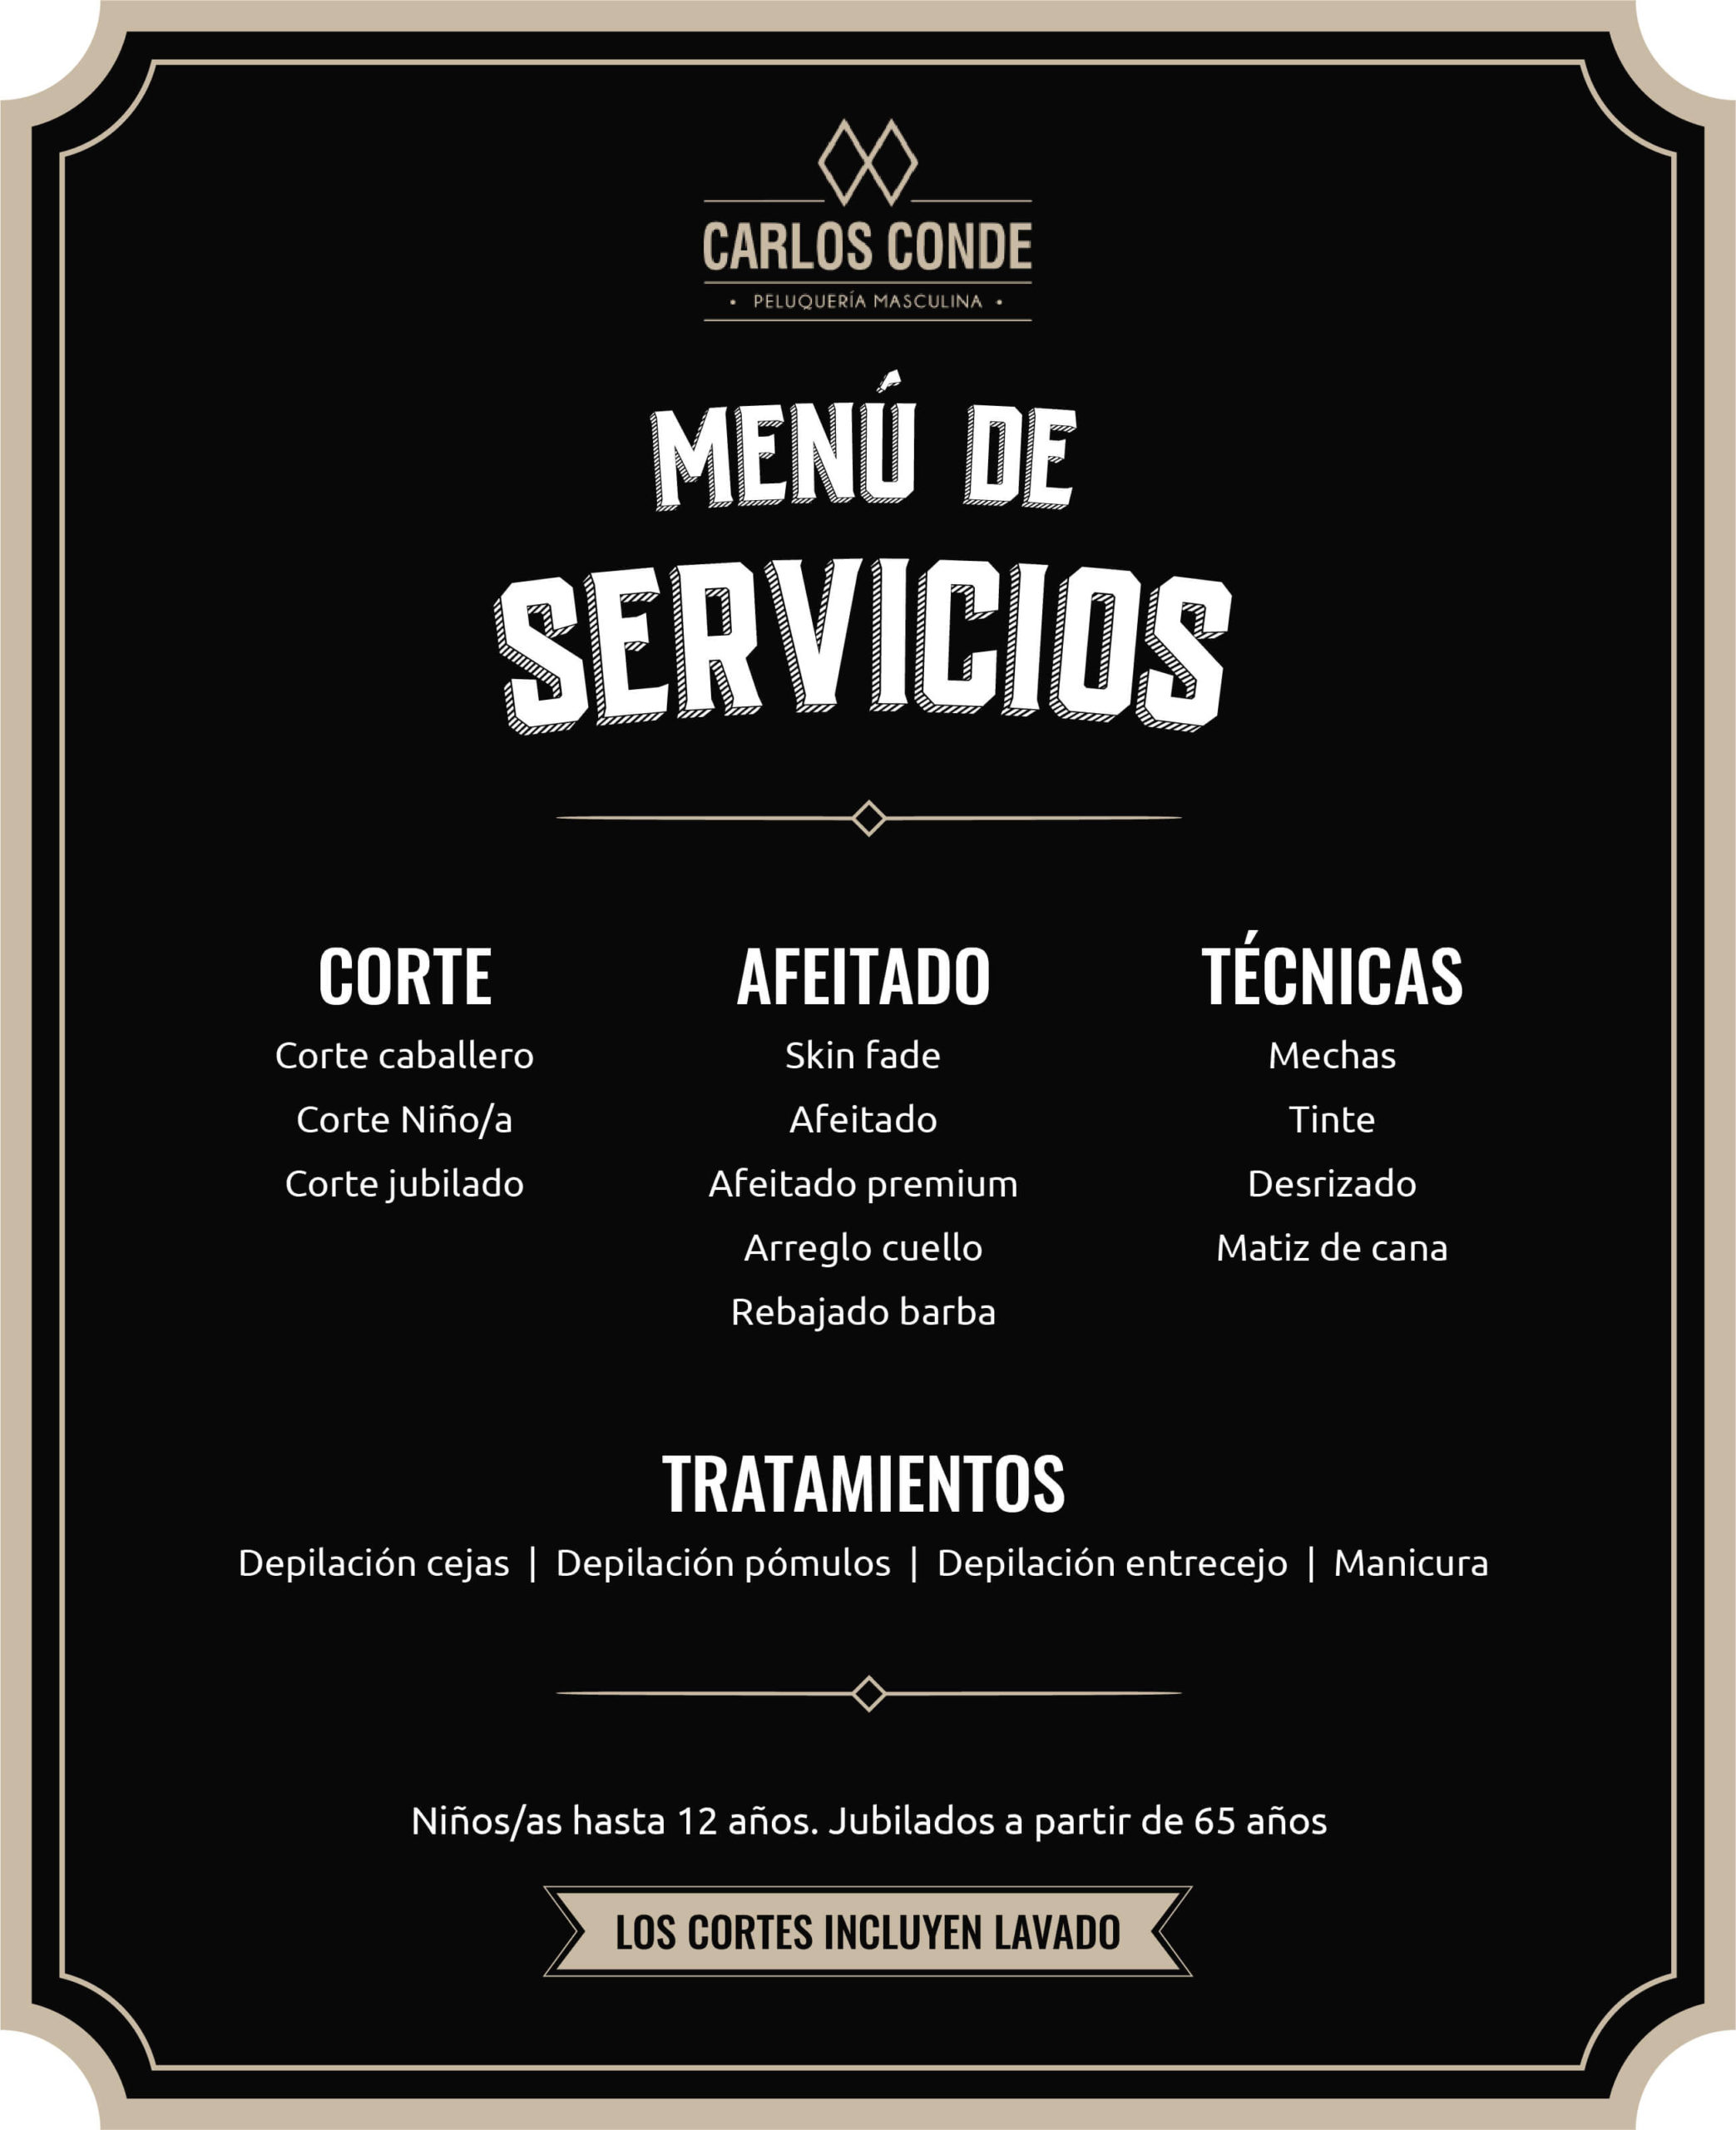 CARLOS CONDE
• PELUQUERÍA MASCULINA •
MENÚ DE
SERVICIOS
CORTE
Corte caballero
Corte Niño/a
Corte jubilado
AFEITADO
Skin fade
Afeitado
Afeitado premium
Arreglo cuello
Rebajado barba
TÉCNICAS
Mechas
Tinte
Desrizado
Matiz de cana
TRATAMIENTOS
Depilación cejas | Depilación pómulos | Depilación entrecejo | Manicura
Niños/as hasta 12 años. Jubilados a partir de 65 años
LOS CORTES INCLUYEN LAVADO